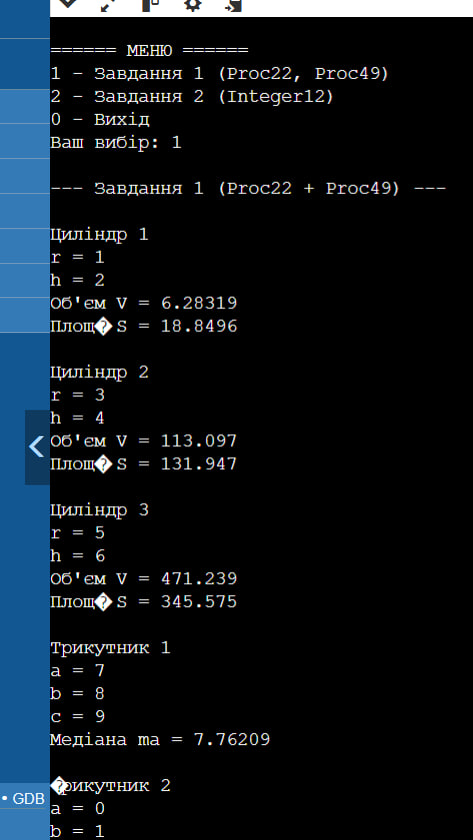 ====== МЕНЮ ======
1 - Завдання 1 (Proc22, Proc49)
2 - Завдання 2 (Integer12)
0 - Вихід
Ваш вибір: 1
--- Завдання 1 (Proc22 + Proc49) ---
Циліндр 1
r = 1
h = 2
Об'єм V = 6.28319
Площ� S = 18.8496
Циліндр 2
r = 3
h = 4
Об'єм V = 113.097
Площ� S = 131.947
Циліндр 3
r = 5
h = 6
Об'єм V = 471.239
Площ� S = 345.575
Трикутник 1
a = 7
b = 8
c = 9
Медіана ma = 7.76209
�рикутник 2
• GDB
a = 0
b = 1